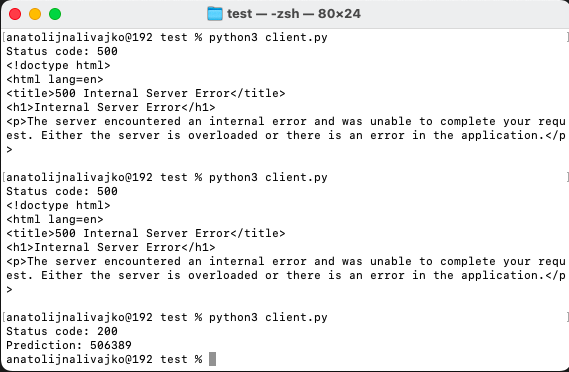 test — -zsh — 80×24
[anatolijnalivajko@192 test % python3 client.py ]
Status code: 500
<!doctype html>
<html lang=en>
<title>500 Internal Server Error</title>
<h1>Internal Server Error</h1>
<p>The server encountered an internal error and was unable to complete your requ
est. Either the server is overloaded or there is an error in the application.</p
>
[anatolijnalivajko@192 test % python3 client.py ]
Status code: 500
<!doctype html>
<html lang=en>
<title>500 Internal Server Error</title>
<h1>Internal Server Error</h1>
<p>The server encountered an internal error and was unable to complete your requ
est. Either the server is overloaded or there is an error in the application.</p
>
[anatolijnalivajko@192 test % python3 client.py ]
Status code: 200
Prediction: 506389
anatolijnalivajko@192 test %